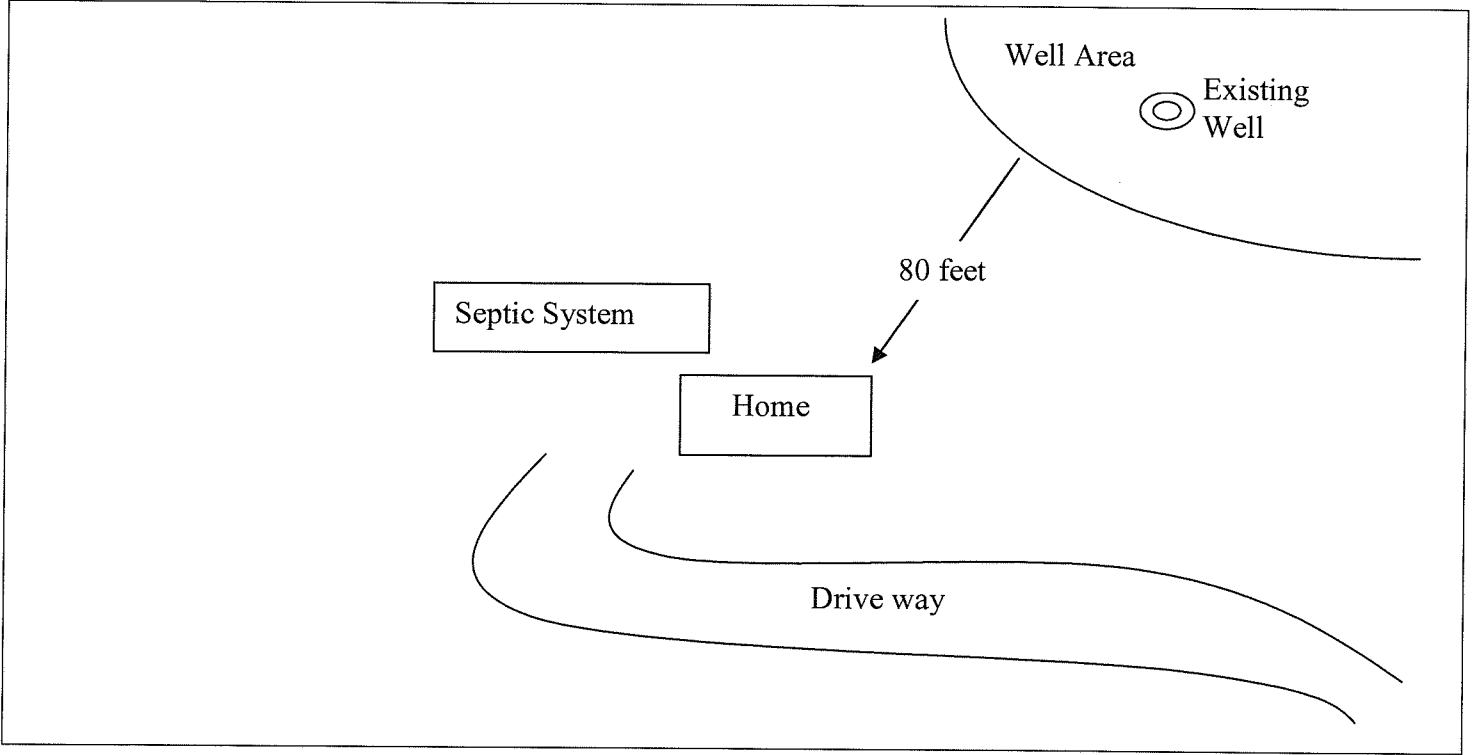 Well Area
Existing
Well
80 feet
Septic System
Home
Drive way